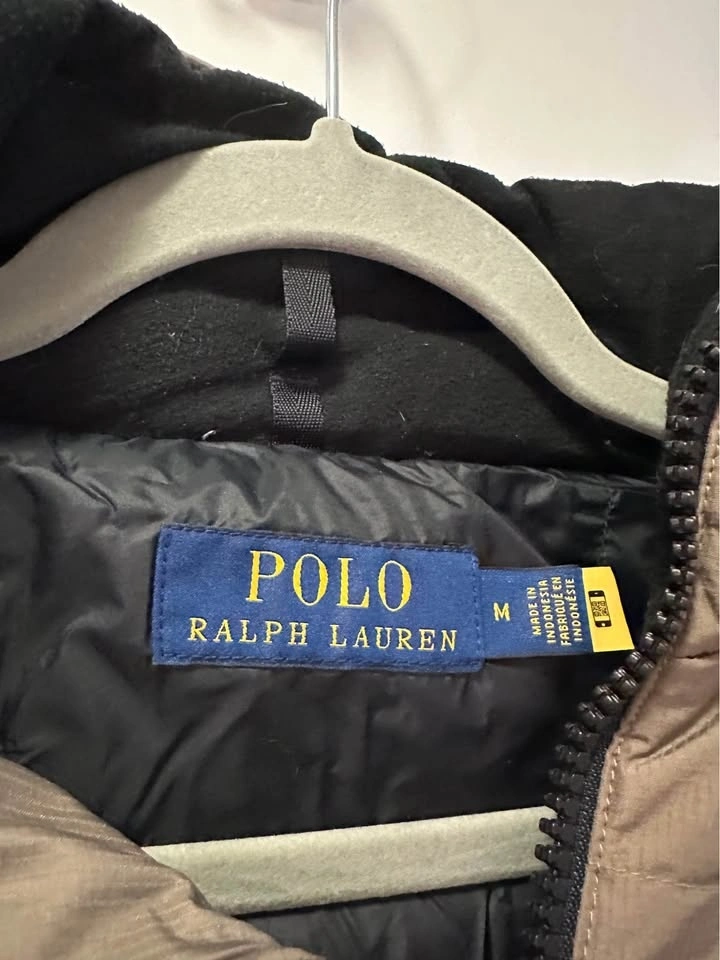 POLO
RALPH LAUREN
M
MADE IN
INDONESIA
FABRIQUÉ EN
INDONÉSIE